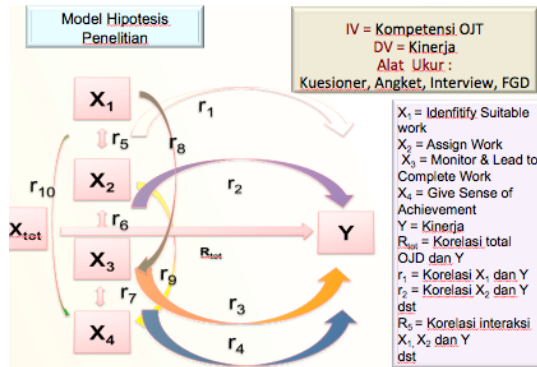 Model Hipotesis
Penelitian
IV = Kompetensi OJT
DV = Kinerja
Alat Ukur :
Kuesioner, Angket, Interview, FGD
X1
r1
r5
r8
r10
X2
r2
Xtot
r6
Rtot
Y
X3
r9
r7
r3
X4
r4
X1 = Idenfitify Suitable
work
X2 = Assign Work
X3 = Monitor & Lead to
Complete Work
X4 = Give Sense of
Achievement
Y = Kinerja
Rtot = Korelasi total
OJD dan Y
r1 = Korelasi X1 dan Y
r2 = Korelasi X2 dan Y
dst
R5 = Korelasi interaksi
X1, X2 dan Y
dst